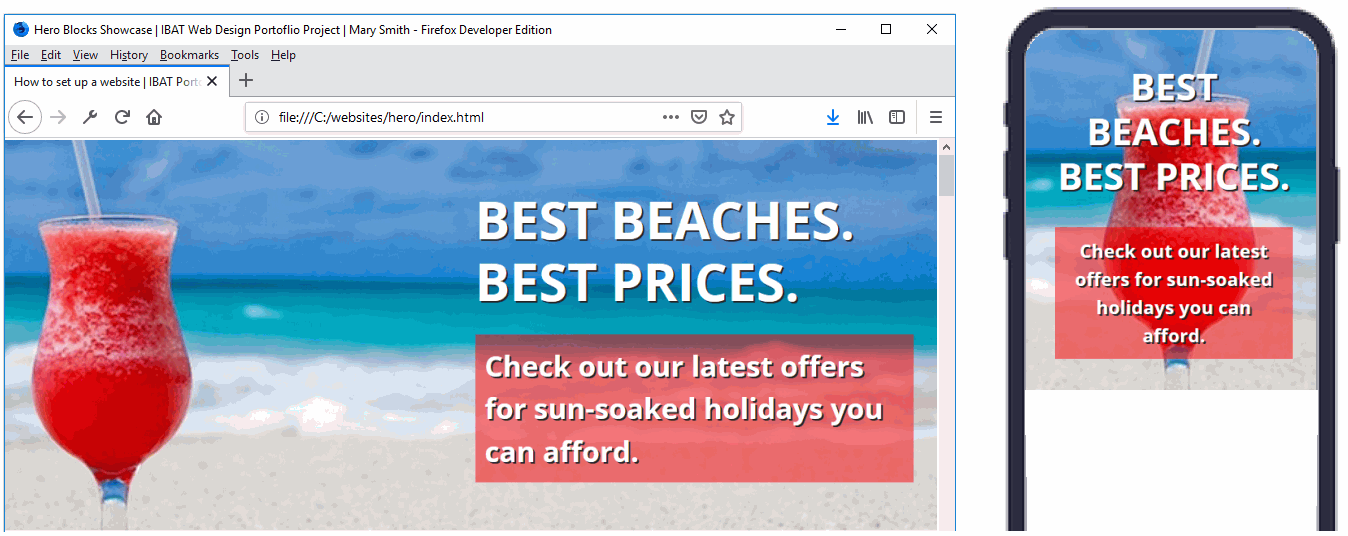 Hero Blocks Showcase | IBAT Web Design Portoflio Project | Mary Smith - Firefox Developer Edition
File Edit View History Bookmarks Tools Help
How to set up a website | IBAT Porto
file:///C:/websites/hero/index.html
BEST BEACHES.
BEST PRICES.
Check out our latest offers
for sun-soaked holidays you
can afford.
BEST
BEACHES.
BEST PRICES.
Check out our latest
offers for sun-soaked
holidays you can
afford.